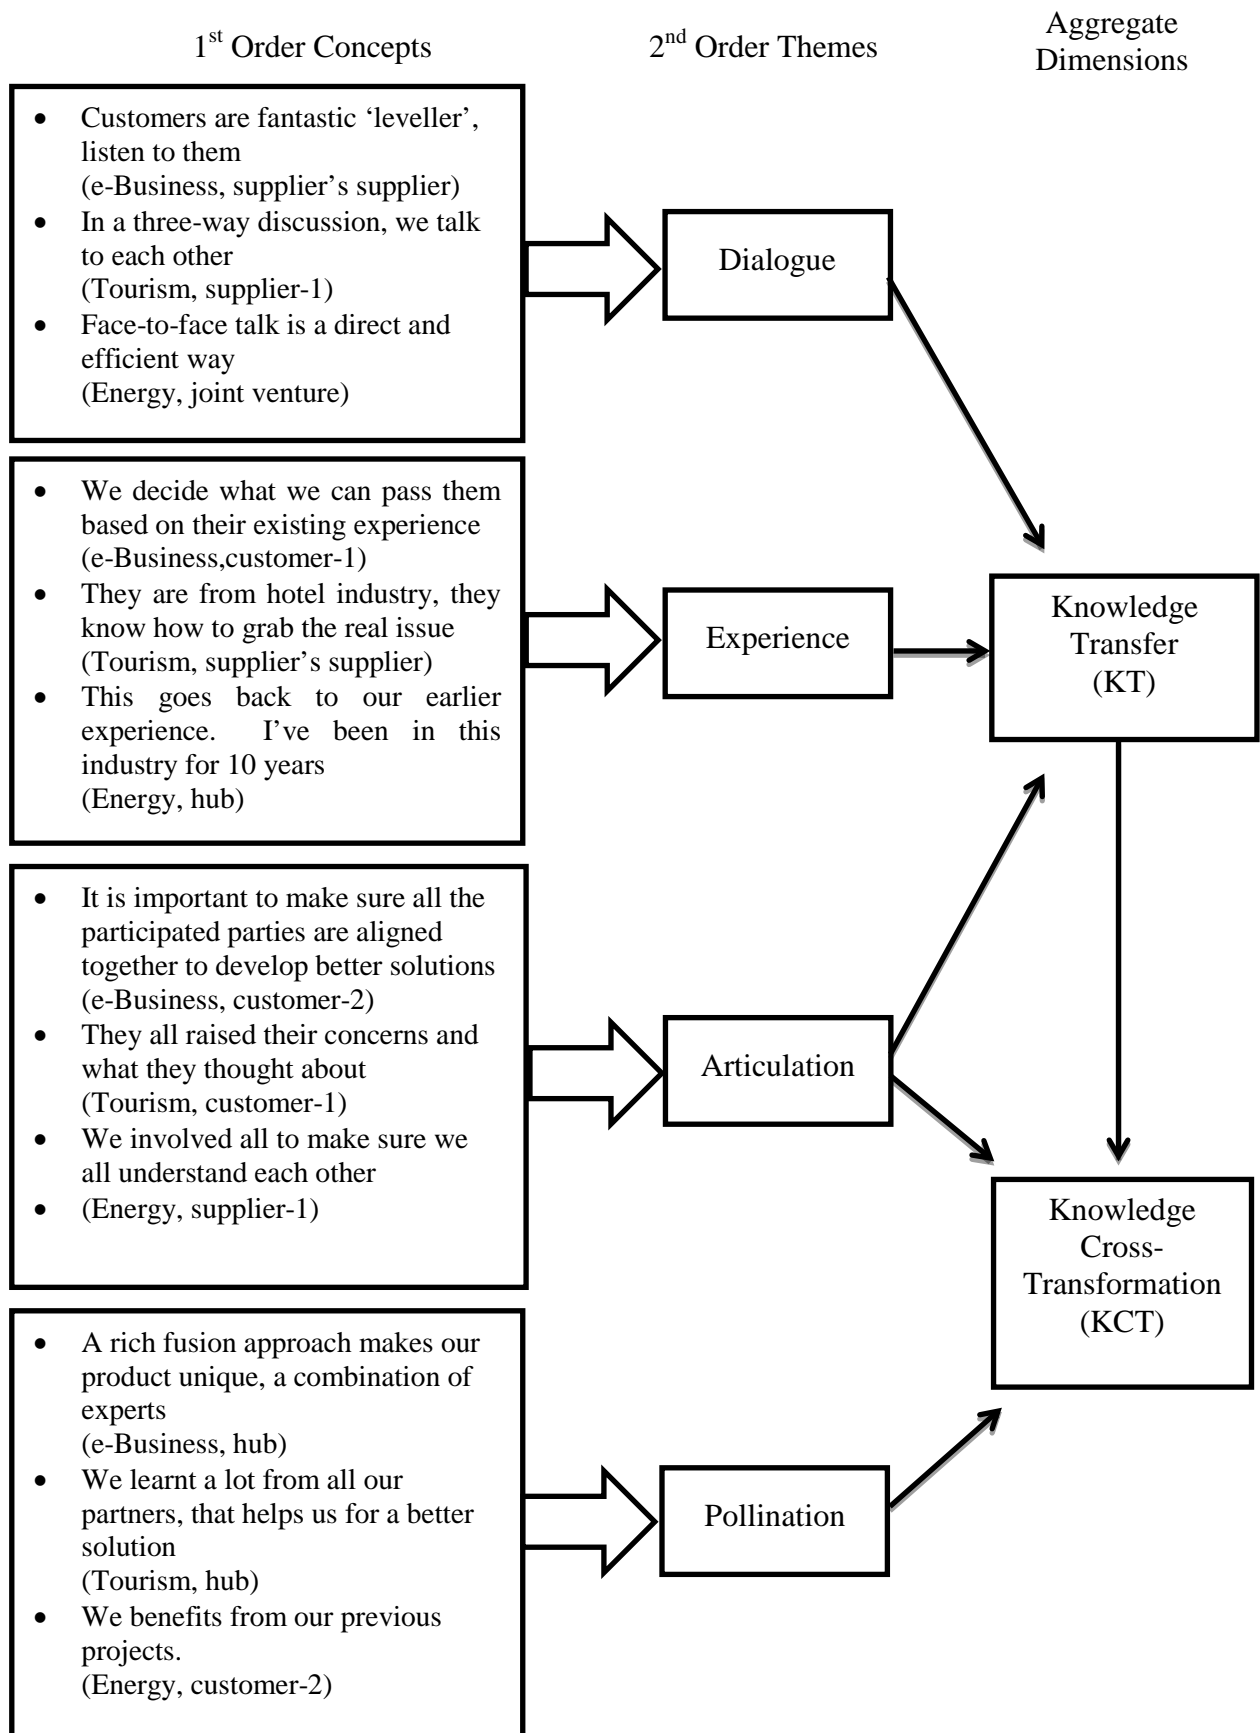 1st Order Concepts
2nd Order Themes
Aggregate
Dimensions
• Customers are fantastic ‘leveller’,
listen to them
(e-Business, supplier’s supplier)
• In a three-way discussion, we talk
to each other
(Tourism, supplier-1)
• Face-to-face talk is a direct and
efficient way
(Energy, joint venture)
Dialogue
• We decide what we can pass them
based on their existing experience
(e-Business,customer-1)
• They are from hotel industry, they
know how to grab the real issue
(Tourism, supplier’s supplier)
• This goes back to our earlier
experience. I’ve been in this
industry for 10 years
(Energy, hub)
Experience
Knowledge
Transfer
(KT)
• It is important to make sure all the
participated parties are aligned
together to develop better solutions
(e-Business, customer-2)
• They all raised their concerns and
what they thought about
(Tourism, customer-1)
• We involved all to make sure we
all understand each other
• (Energy, supplier-1)
Articulation
Knowledge
Cross-
Transformation
(KCT)
• A rich fusion approach makes our
product unique, a combination of
experts
(e-Business, hub)
• We learnt a lot from all our
partners, that helps us for a better
solution
(Tourism, hub)
• We benefits from our previous
projects.
(Energy, customer-2)
Pollination